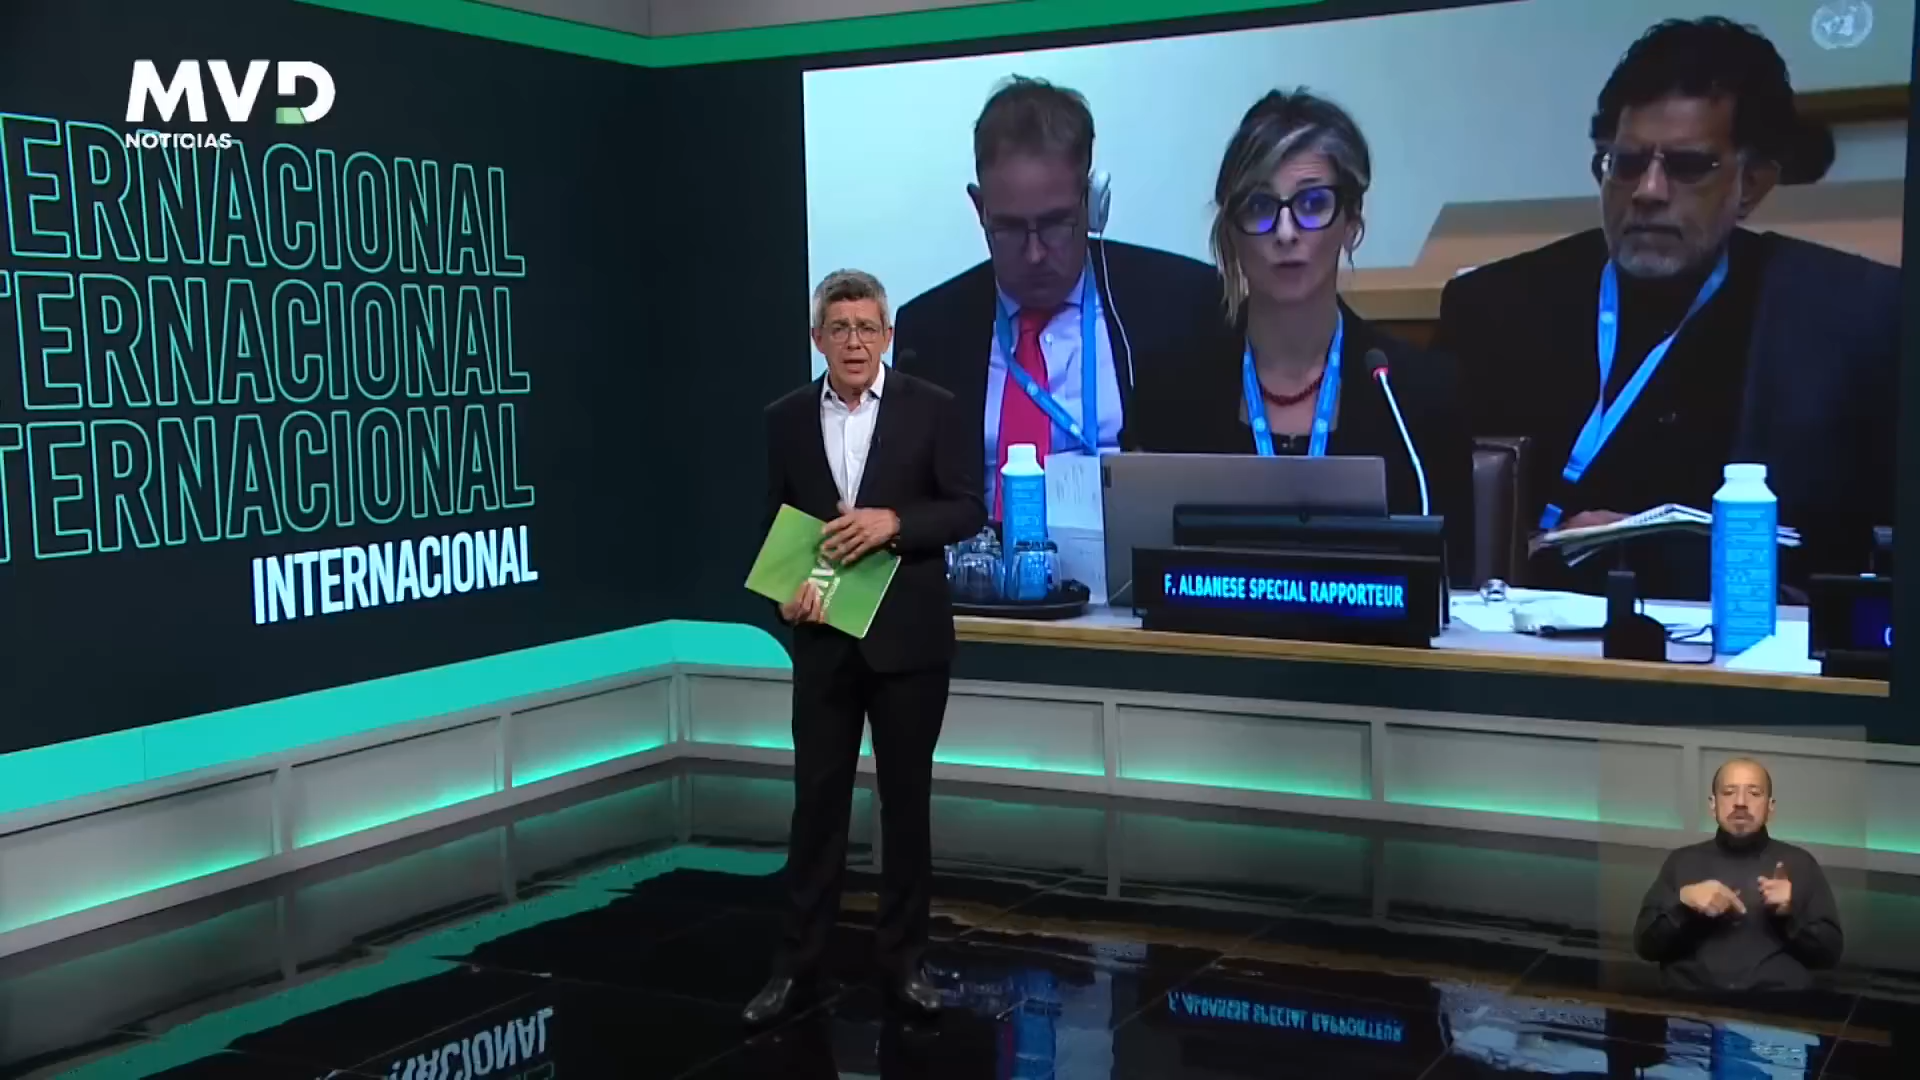 MVD
NOTICIAS
ERNACIONAL
TERNACIONAL
TERNACIONAL
INTERNACIONAL
F. ALBANESE SPECIAL RAPPORTEUR